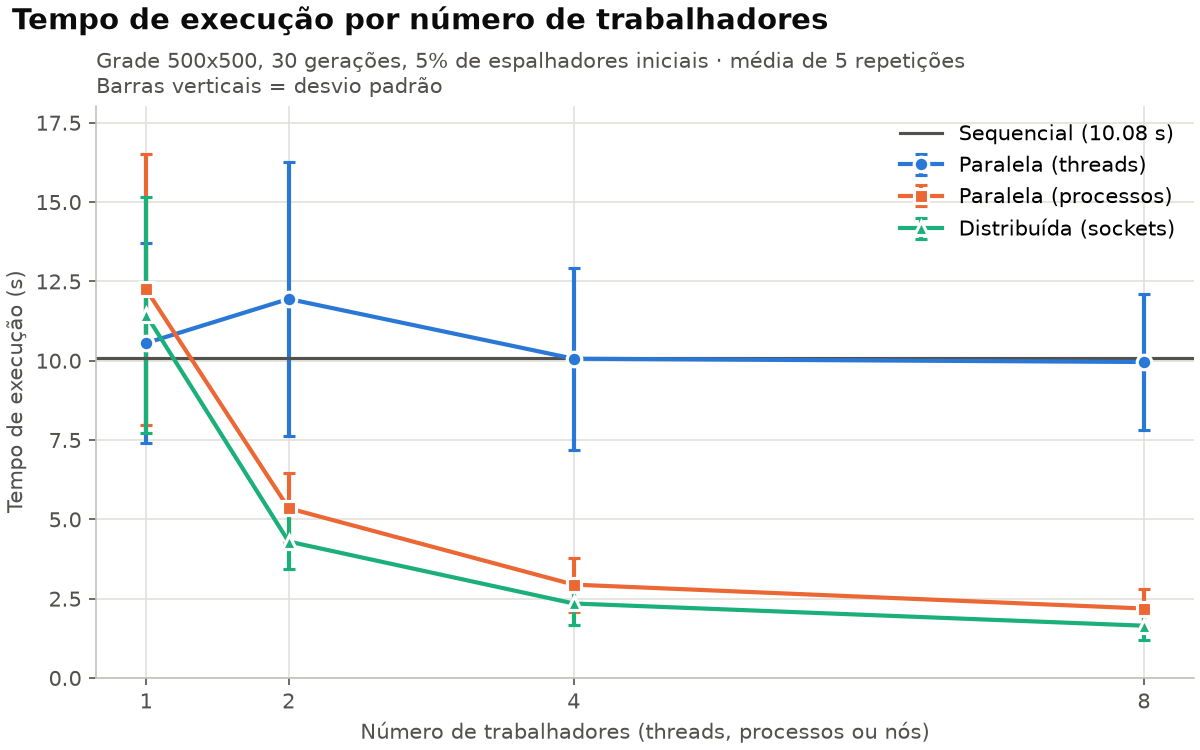 Tempo de execução por número de trabalhadores
Grade 500x500, 30 gerações, 5% de espalhadores iniciais · média de 5 repetições
Barras verticais = desvio padrão
Sequencial (10.08 s)
Paralela (threads)
Paralela (processos)
Distribuída (sockets)
Tempo de execução (s)
17.5
15.0
12.5
10.0
7.5
5.0
2.5
0.0
1 2 4 8
Número de trabalhadores (threads, processos ou nós)